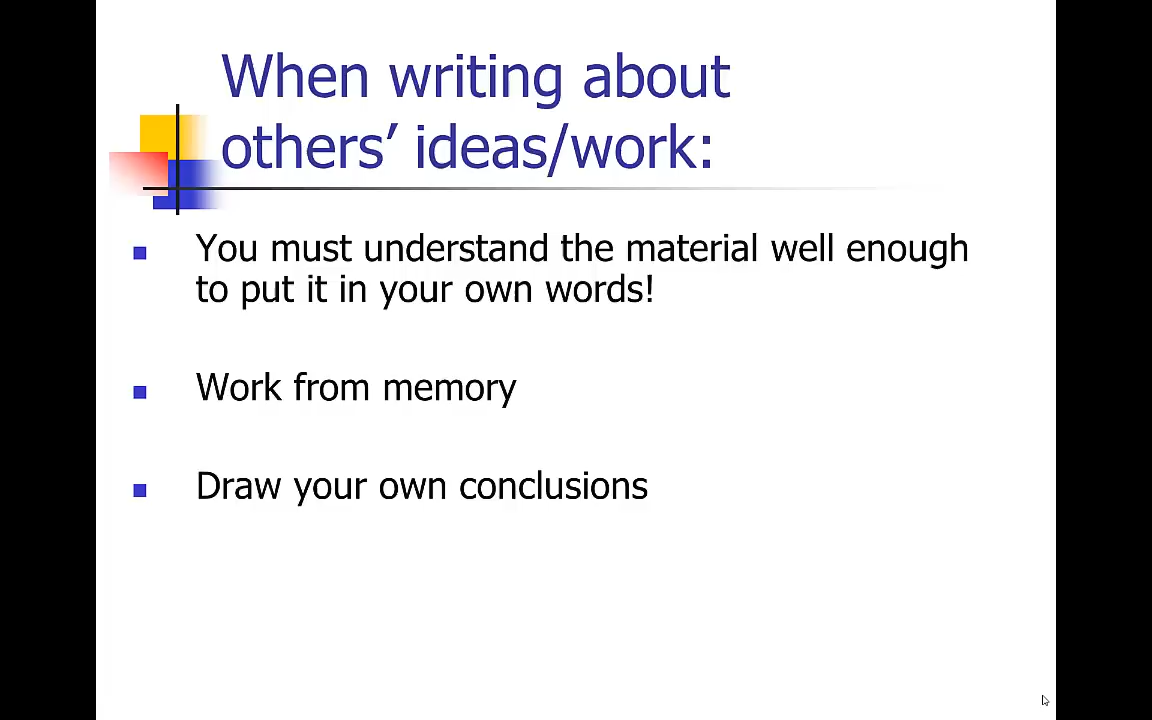 When writing about
others’ ideas/work:
You must understand the material well enough
to put it in your own words!
Work from memory
Draw your own conclusions